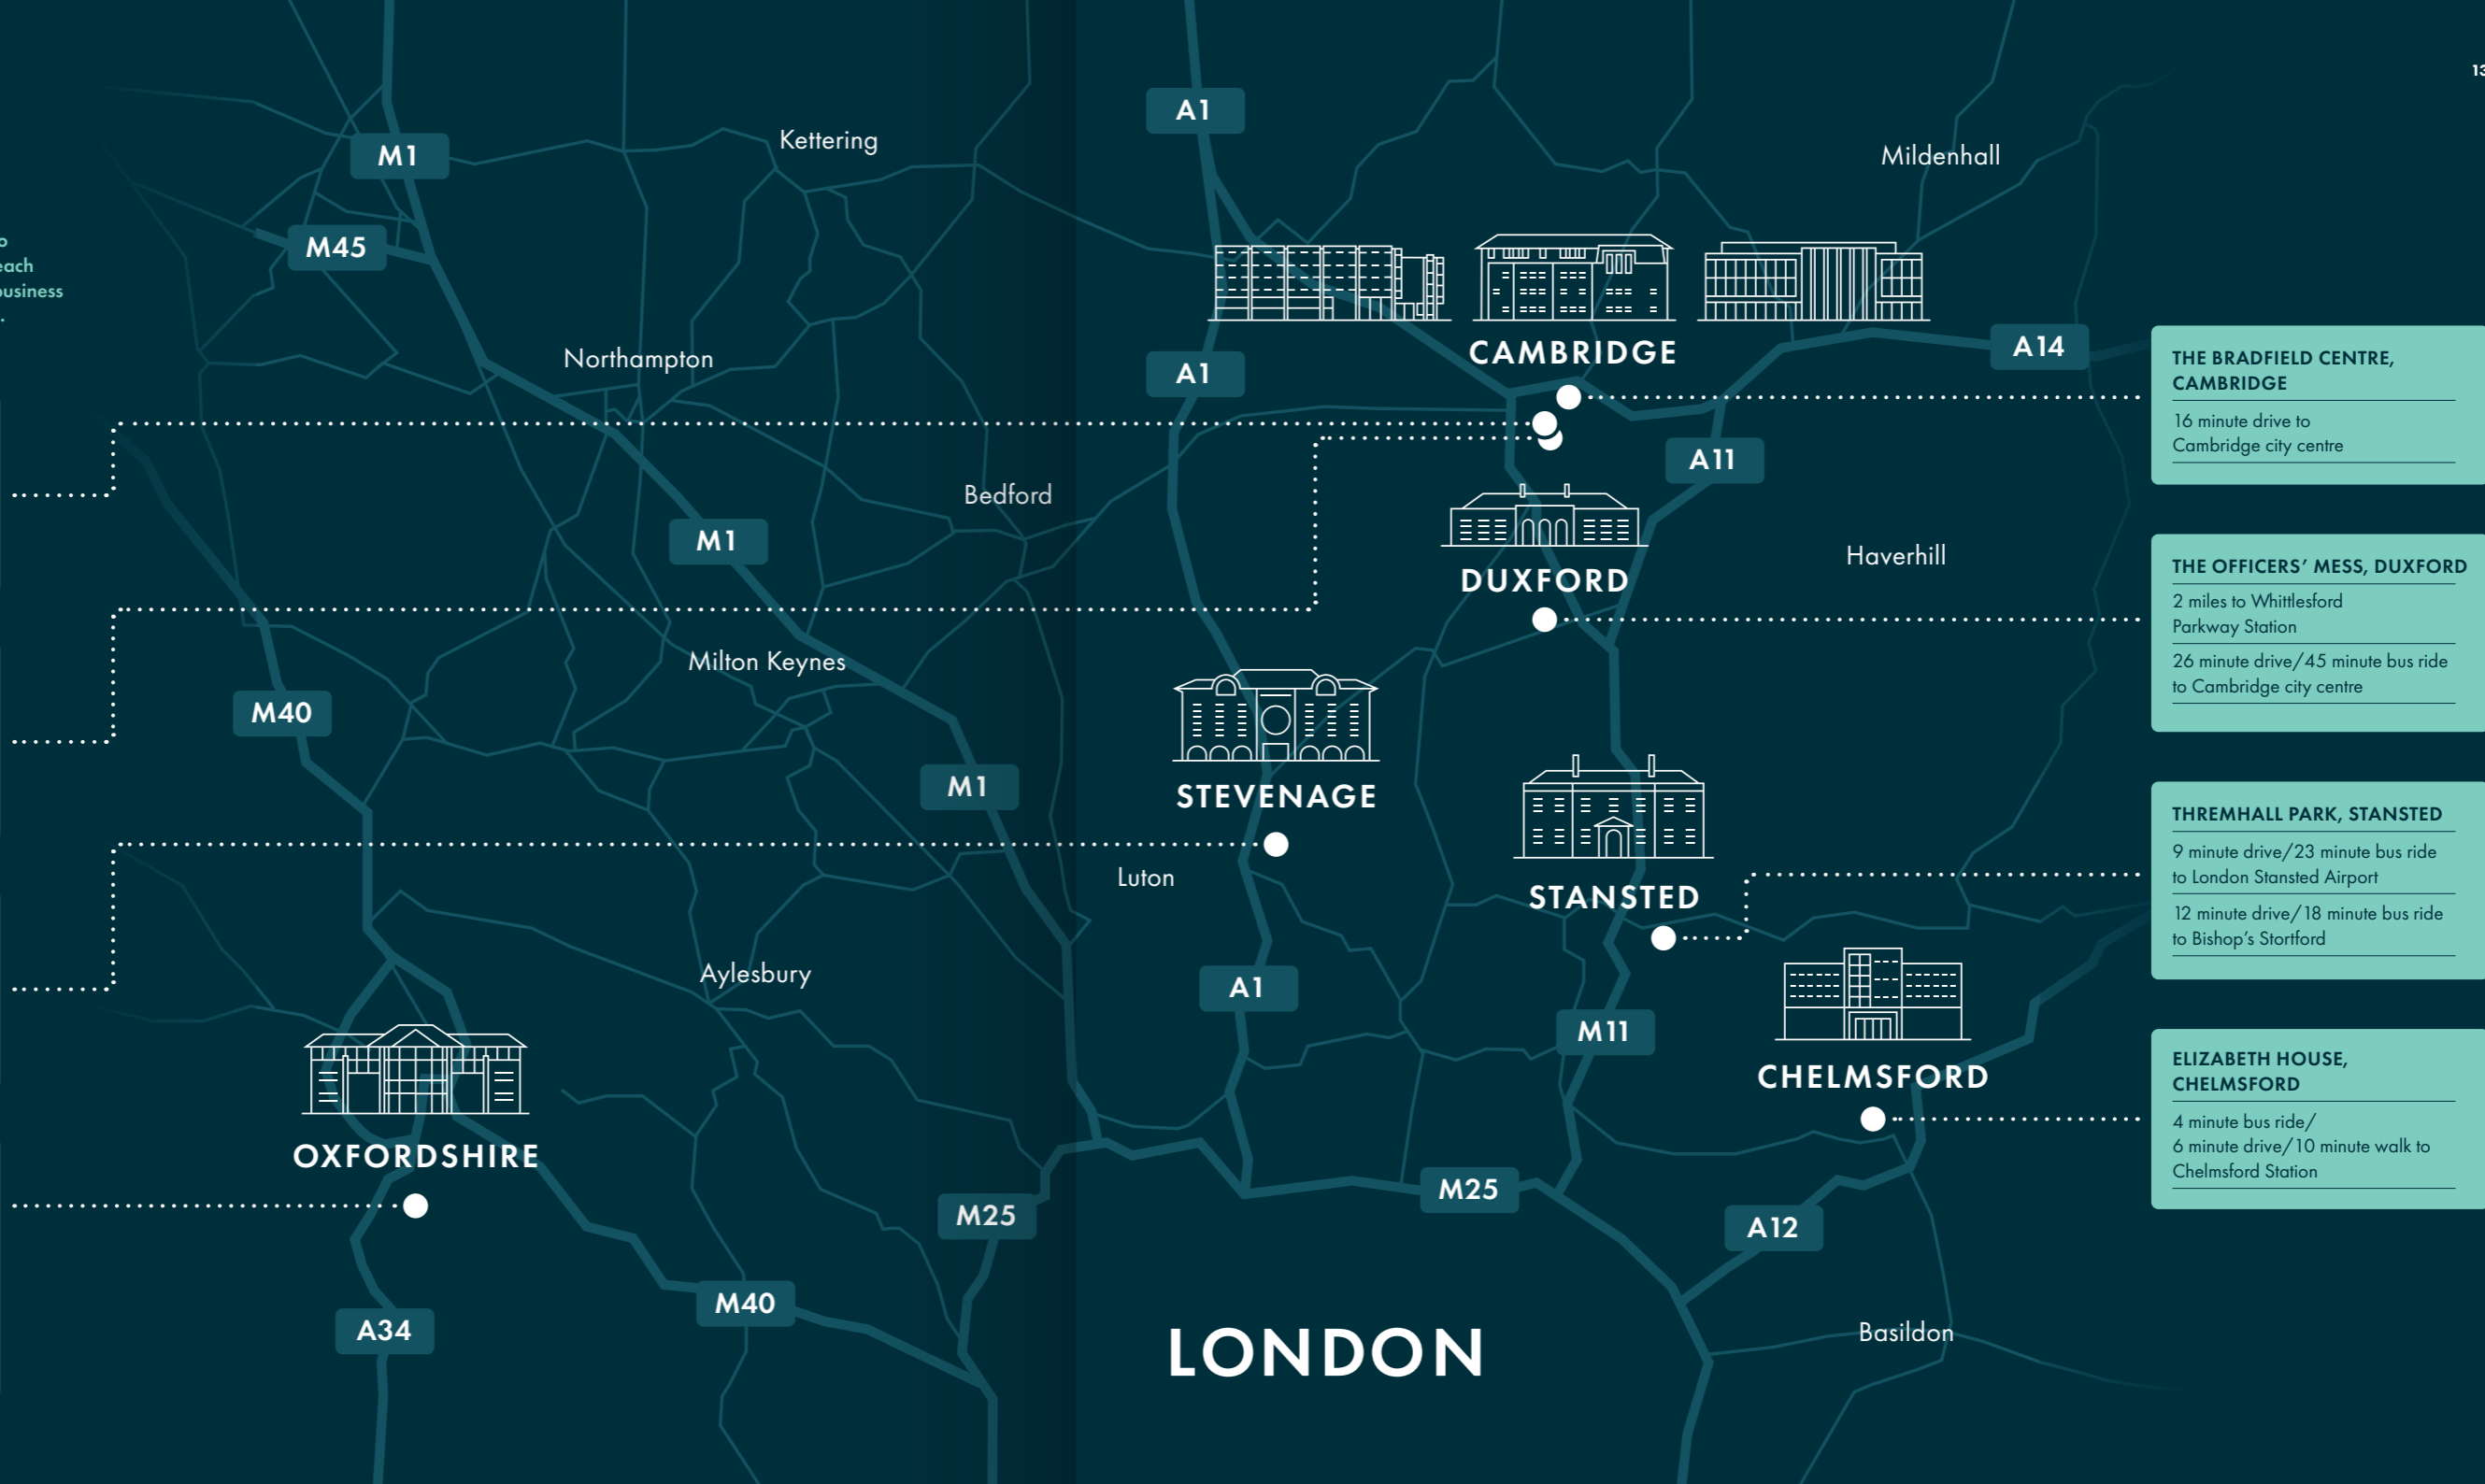 13
each
business
M1
Kettering
A1
Mildenhall
M45
Northampton
A1
CAMBRIDGE
A14
THE BRADFIELD CENTRE,
CAMBRIDGE
16 minute drive to
Cambridge city centre
Bedford
A11
M1
DUXFORD
Haverhill
THE OFFICERS’ MESS, DUXFORD
2 miles to Whittlesford
Parkway Station
26 minute drive/45 minute bus ride
to Cambridge city centre
Milton Keynes
M40
M1
STEVENAGE
Luton
STANSTED
THREMHALL PARK, STANSTED
9 minute drive/23 minute bus ride
to London Stansted Airport
12 minute drive/18 minute bus ride
to Bishop’s Stortford
Aylesbury
A1
M11
CHELMSFORD
ELIZABETH HOUSE,
CHELMSFORD
4 minute bus ride/
6 minute drive/10 minute walk to
Chelmsford Station
OXFORDSHIRE
M25
M25
A12
M40
A34
LONDON
Basildon